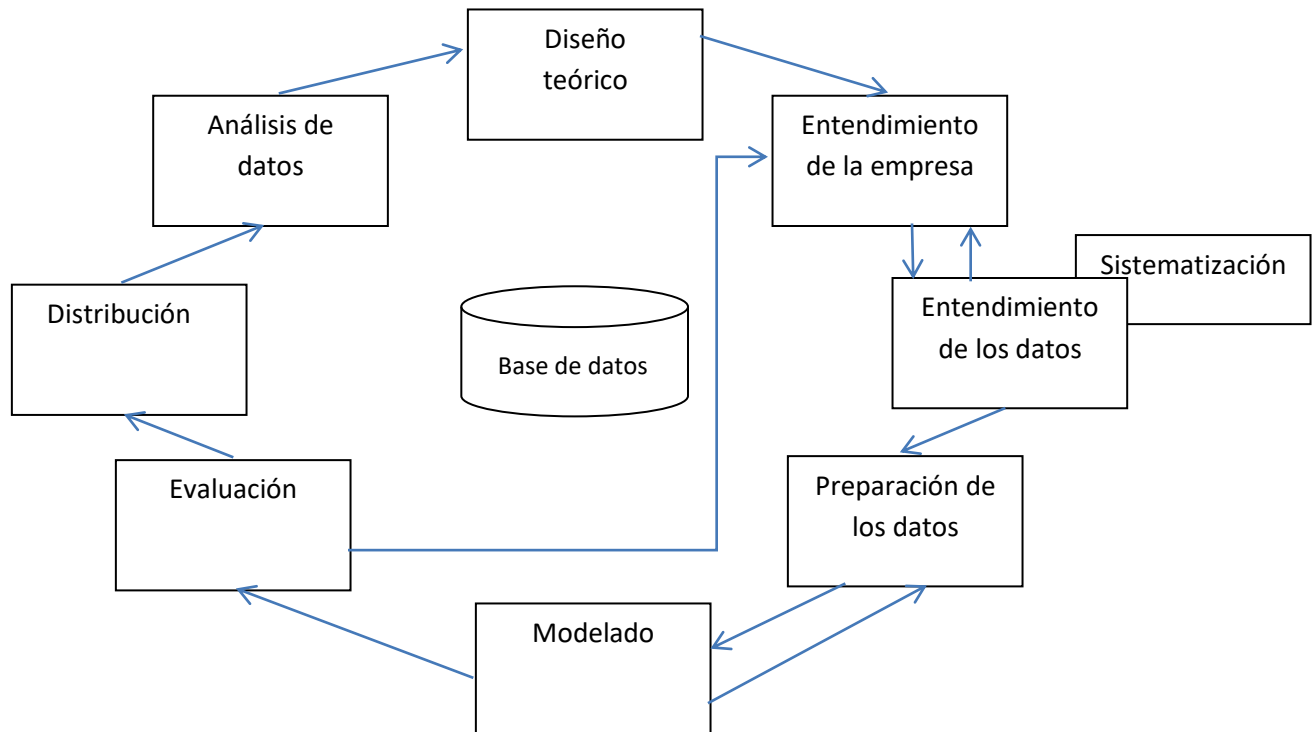 Diseño
teórico
Análisis de
datos
Entendimiento
de la empresa
Sistematización
Distribución
Entendimiento
de los datos
Base de datos
Evaluación
Preparación de
los datos
Modelado